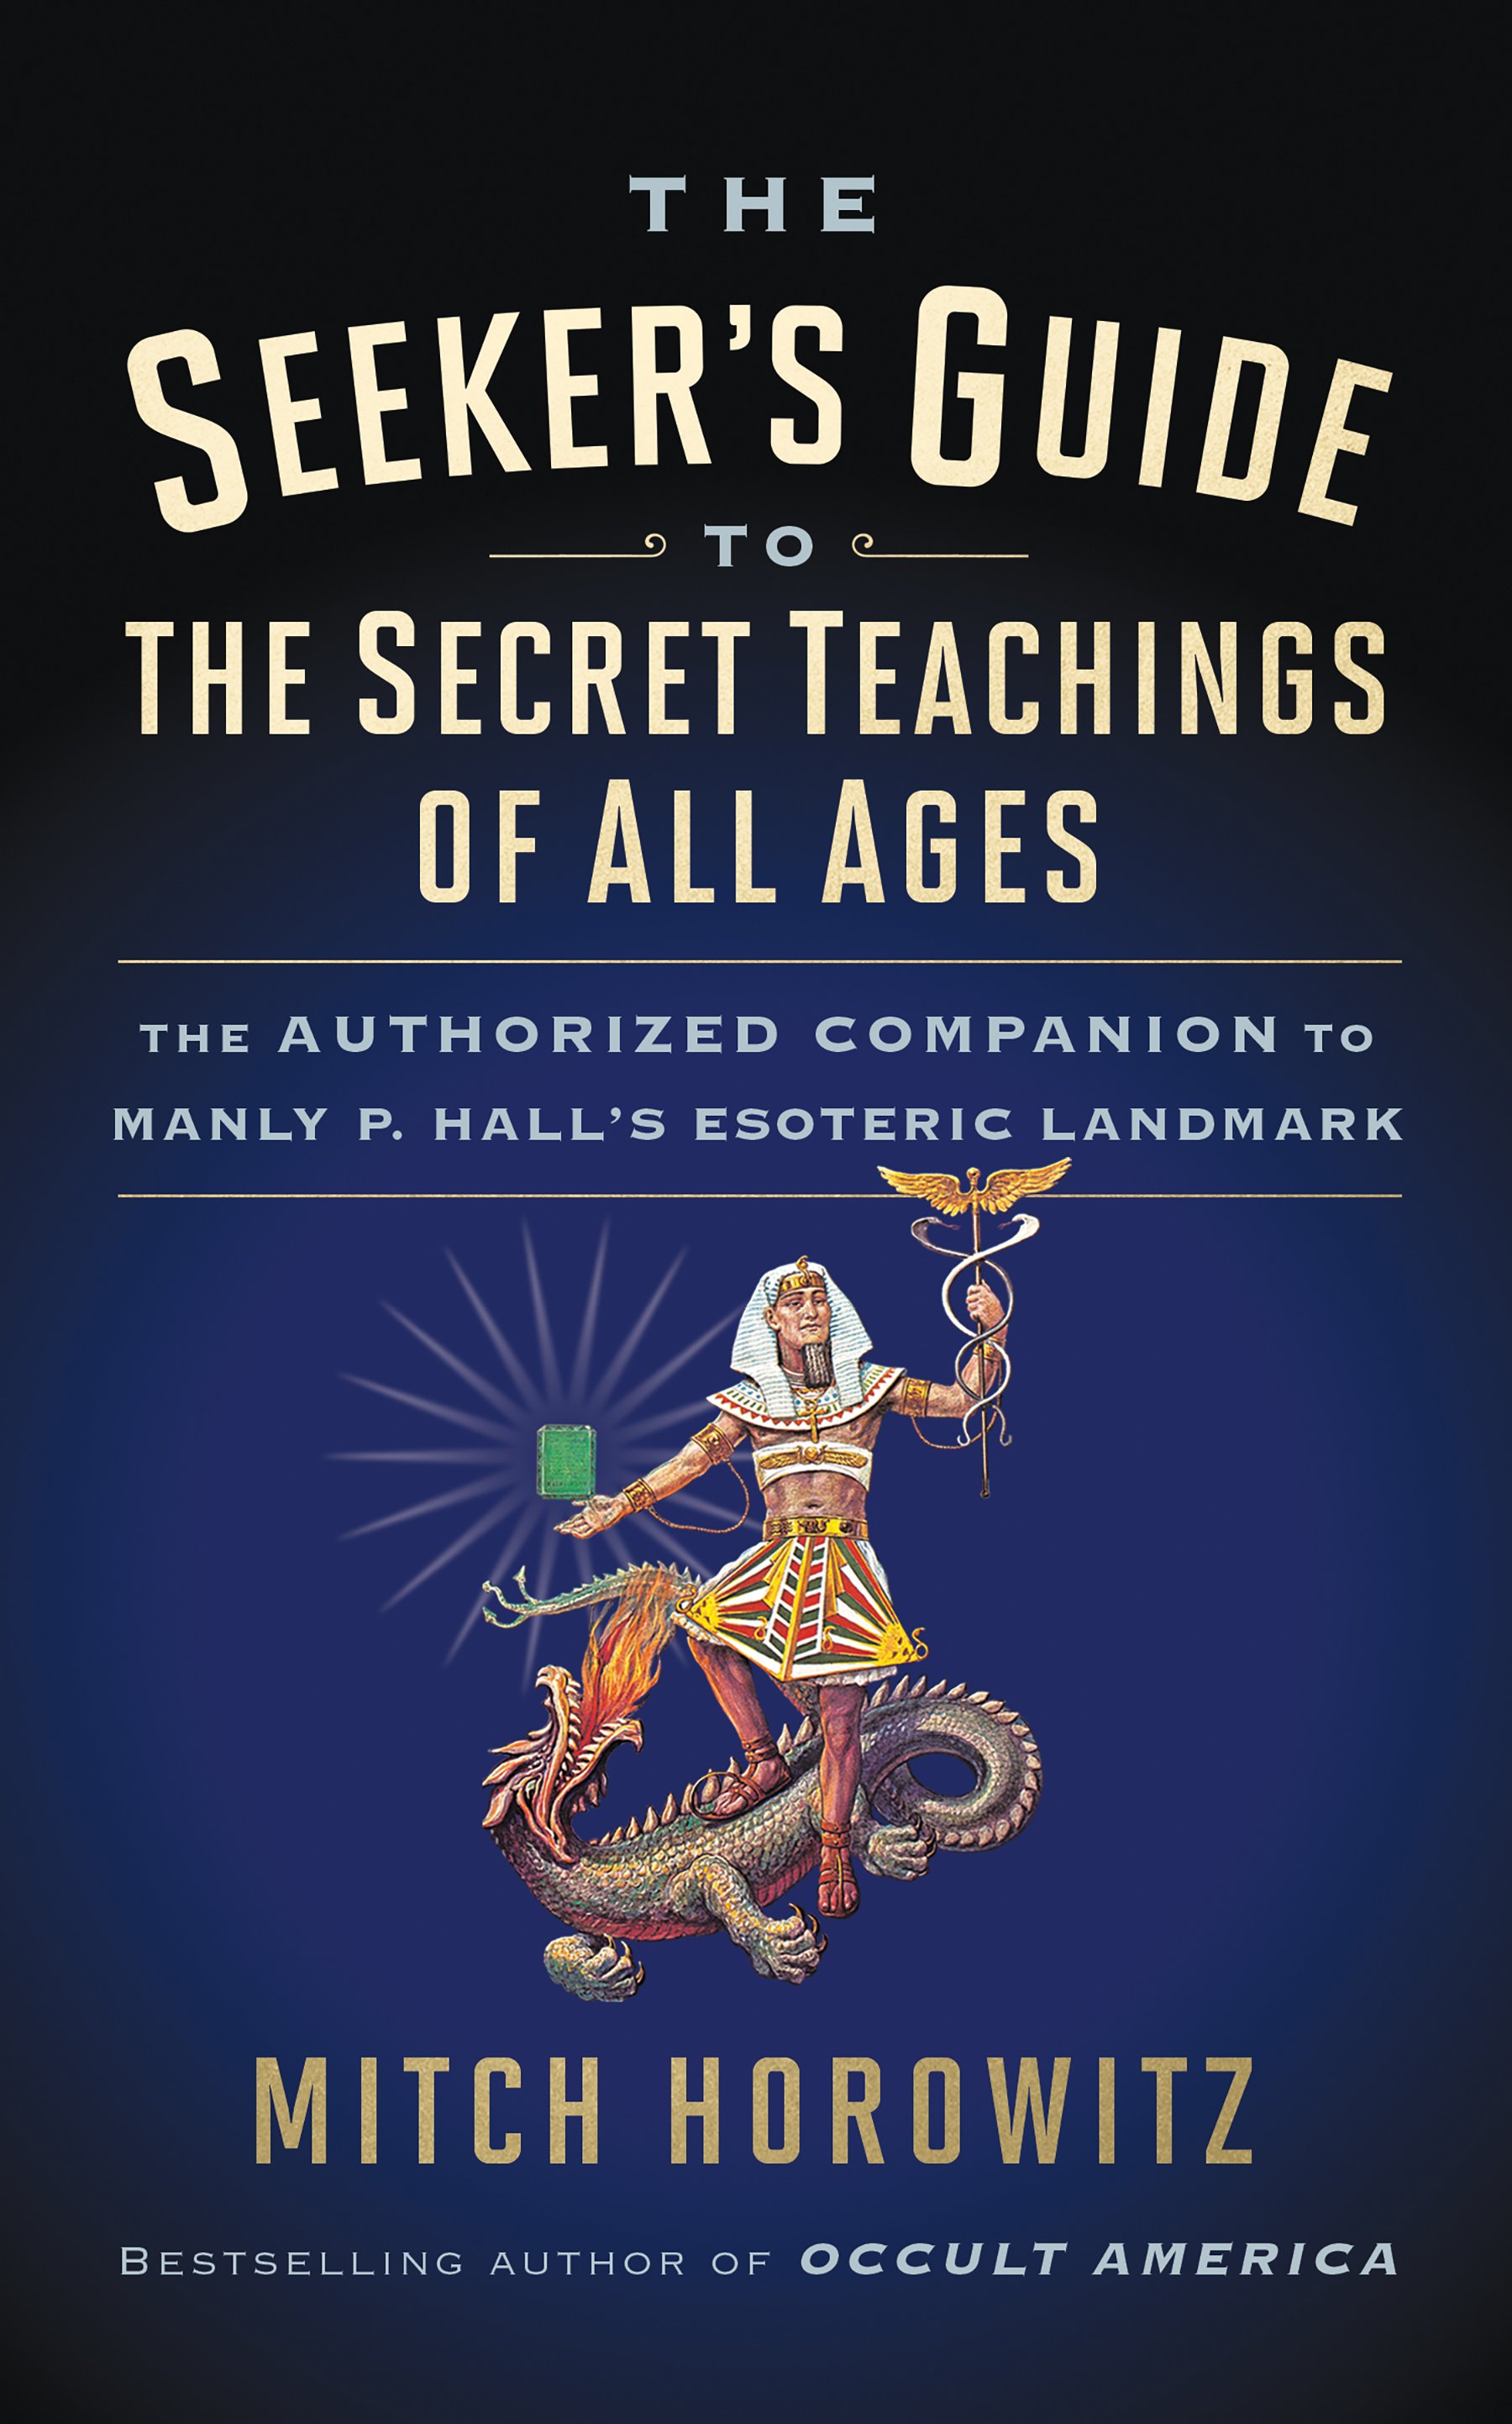 THE
SEEKER'S GUIDE
TO
THE SECRET TEACHINGS
OF ALL AGES
THE AUTHORIZED COMPANION TO
MANLY P. HALL'S ESOTERIC LANDMARK
MITCH HOROWITZ
BESTSELLING AUTHOR OF OCCULT AMERICA